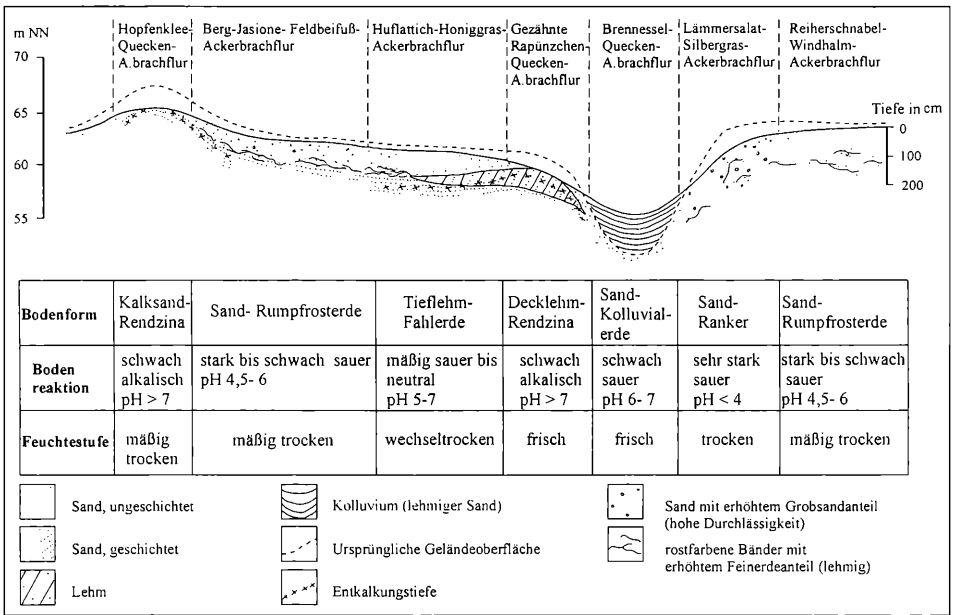 m NN
70
65
60
55
Hopfenklee-
Quecken-
A.brachflur
Berg-Jasione- Feldbeifuß-
Ackerbrachflur
Huflattich-Honiggras-
Ackerbrachflur
Gezähnte
Rapünzchen-
Quecken-
A.brachflur
Brennessel-
Quecken-
A.brachflur
Lämmersalat-
Silbergras-
Ackerbrachflur
Reiherschnabel-
Windhalm-
Ackerbrachflur
Tiefe in cm
0
100
200
Bodenform
Kalksand-
Rendzina
Sand- Rumpfrosterde
Tieflehm-
Fahlerde
Decklehm-
Rendzina
Sand-
Kolluvial-
erde
Sand-
Ranker
Sand-
Rumpfrosterde
Boden
reaktion
schwach
alkalisch
pH > 7
stark bis schwach sauer
pH 4,5- 6
mäßig sauer bis
neutral
pH 5-7
schwach
alkalisch
pH > 7
schwach
sauer
pH 6- 7
sehr stark
sauer
pH < 4
stark bis schwach
sauer
pH 4,5- 6
Feuchtestufe
mäßig
trocken
mäßig trocken
wechseltrocken
frisch
frisch
trocken
mäßig trocken
Sand, ungeschichtet
Sand, geschichtet
Lehm
Kolluvium (lehmiger Sand)
Ursprüngliche Geländeoberfläche
Entkalkungstiefe
Sand mit erhöhtem Grobsandanteil
(hohe Durchlässigkeit)
rostfarbene Bänder mit
erhöhtem Feinerdeanteil (lehmig)